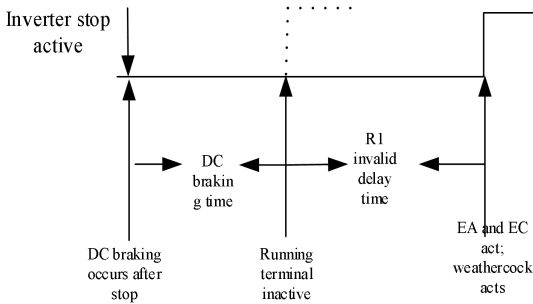 Inverter stop
active
R1
invalid
delay
time
DC
brakin
g time
EA and EC
act;
weathercock
acts
DC braking
occurs after
stop
Running
terminal
inactive